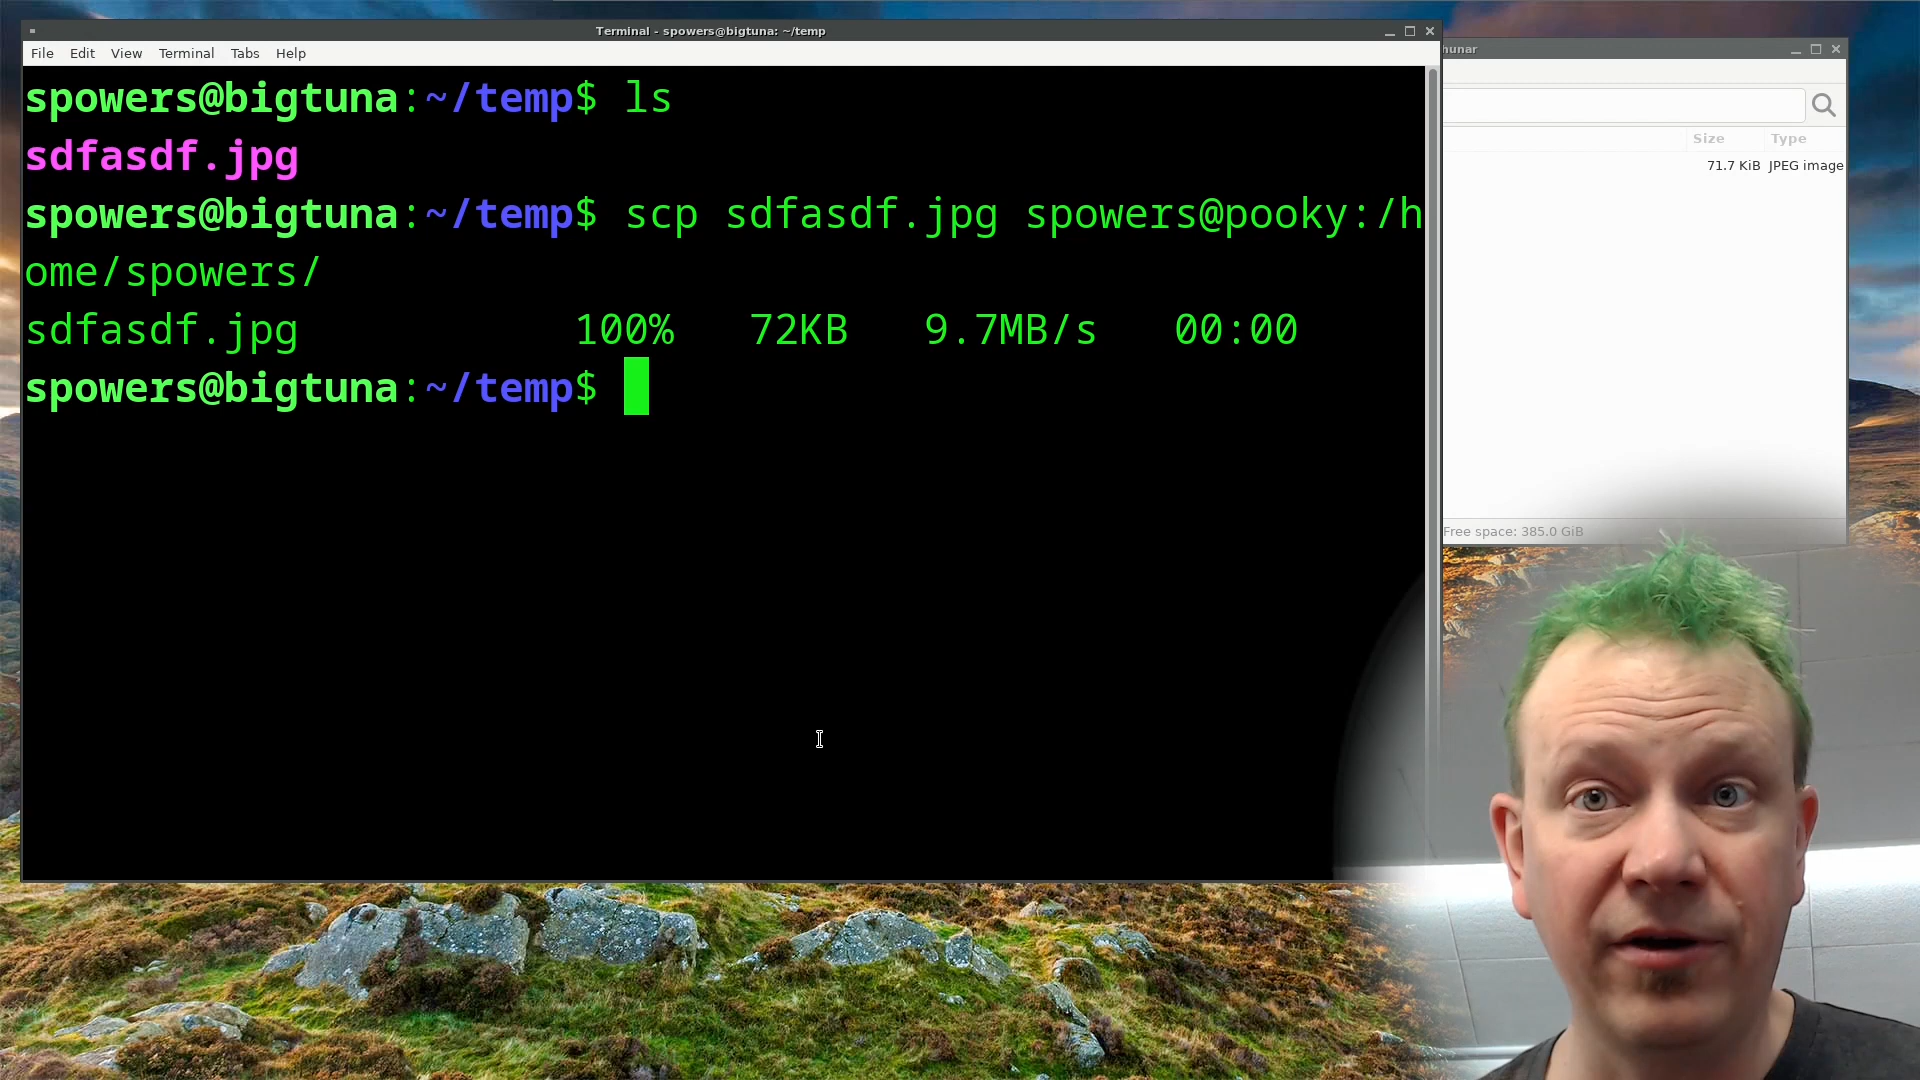 Terminal - spowers@bigtuna: ~/temp
File Edit View Terminal Tabs Help
spowers@bigtuna:~/temp$ ls
sdfasdf.jpg
spowers@bigtuna:~/temp$ scp sdfasdf.jpg spowers@pooky:/h
ome/spowers/
sdfasdf.jpg 100% 72KB 9.7MB/s 00:00
spowers@bigtuna:~/temp$
hunar
Size Type
71.7 KiB JPEG image
Free space: 385.0 GiB